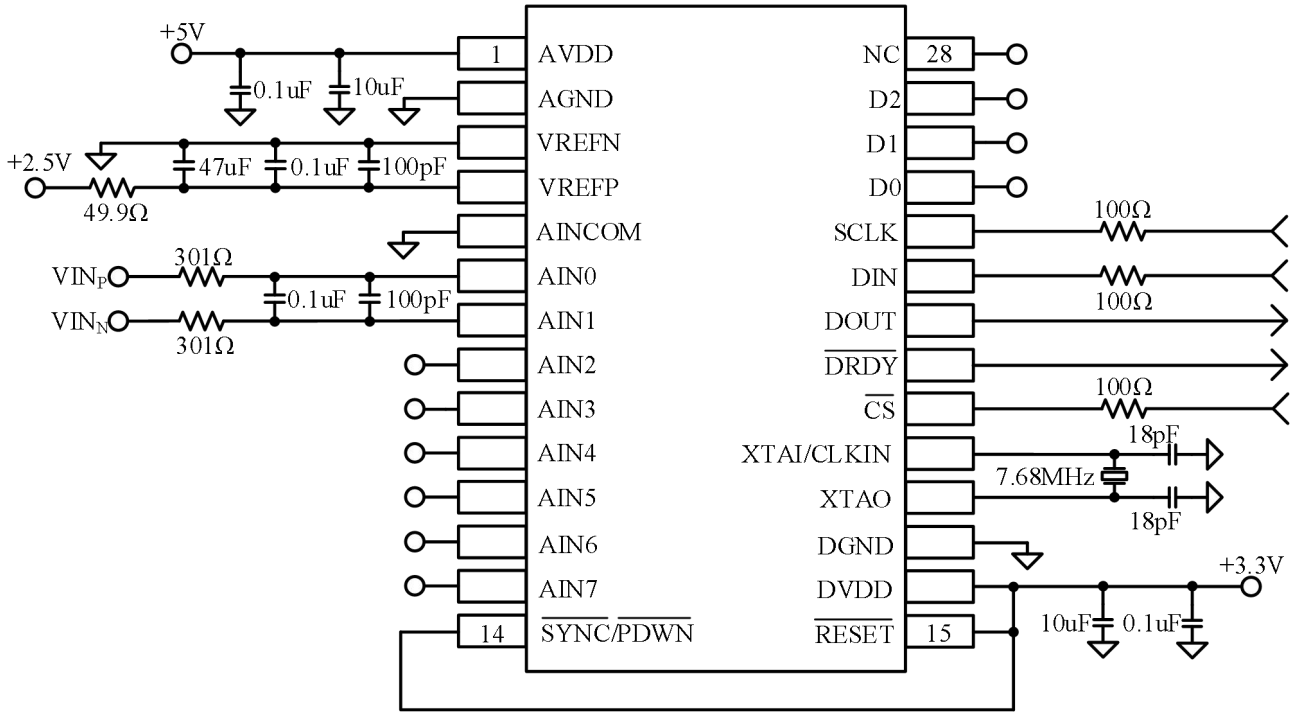 +5V
1 AVDD
NC 28
0.1uF 10uF
AGND
D2
VREFN
D1
+2.5V
47uF 0.1uF 100pF
VREFP
D0
49.9Ω
AINCOM
SCLK
100Ω
301Ω
VINP
AIN0
DIN
100Ω
0.1uF 100pF
VINN
AIN1
DOUT
301Ω
AIN2
DRDY
AIN3
CS
100Ω
AIN4
XTAI/CLKIN
18pF
7.68MHz
AIN5
XTAO
18pF
AIN6
DGND
AIN7
DVDD
+3.3V
14 SYNC/PDWN
RESET 15
10uF 0.1uF